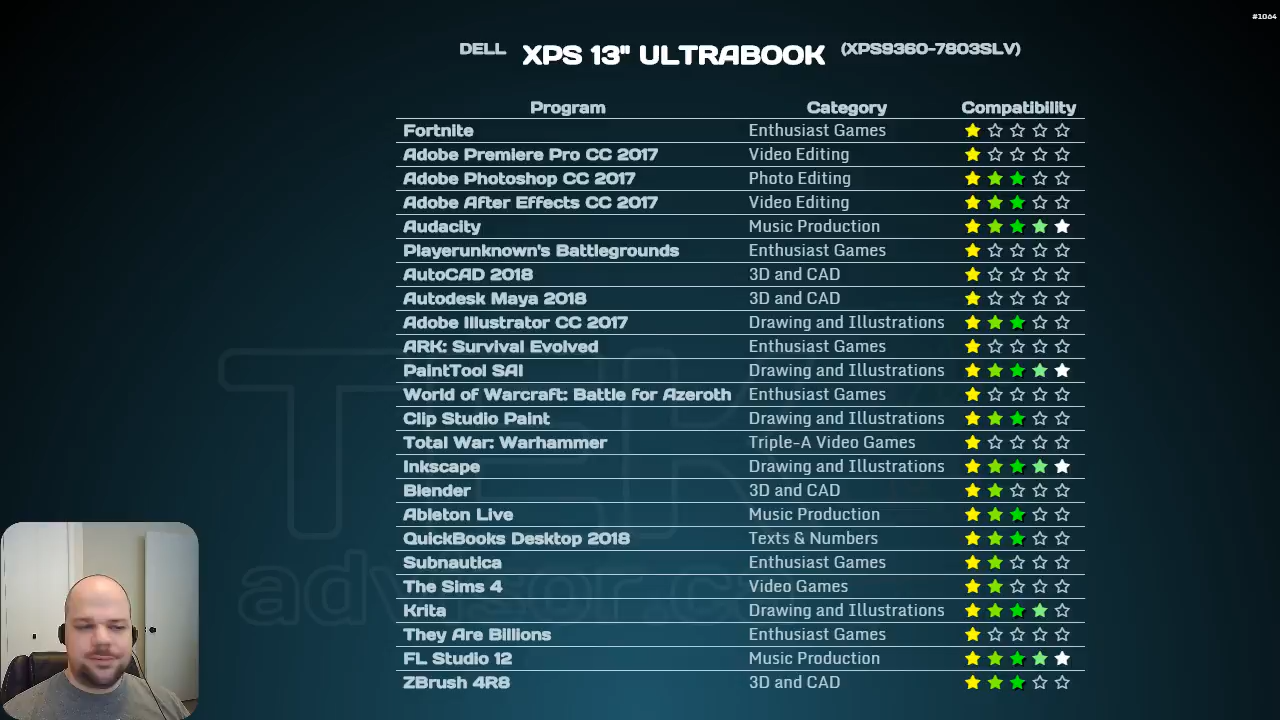 #1064
DELL XPS 13" ULTRABOOK (XPS9360-7803SLV)
Program Category Compatibility
Fortnite Enthusiast Games
Adobe Premiere Pro CC 2017 Video Editing
Adobe Photoshop CC 2017 Photo Editing
Adobe After Effects CC 2017 Video Editing
Audacity Music Production
Playerunknown's Battlegrounds Enthusiast Games
AutoCAD 2018 3D and CAD
Autodesk Maya 2018 3D and CAD
Adobe Illustrator CC 2017 Drawing and Illustrations
ARK: Survival Evolved Enthusiast Games
PaintTool SAI Drawing and Illustrations
World of Warcraft: Battle for Azeroth Enthusiast Games
Clip Studio Paint Drawing and Illustrations
Total War: Warhammer Triple-A Video Games
Inkscape Drawing and Illustrations
Blender 3D and CAD
Ableton Live Music Production
QuickBooks Desktop 2018 Texts & Numbers
Subnautica Enthusiast Games
The Sims 4 Video Games
Krita Drawing and Illustrations
They Are Billions Enthusiast Games
FL Studio 12 Music Production
ZBrush 4R8 3D and CAD